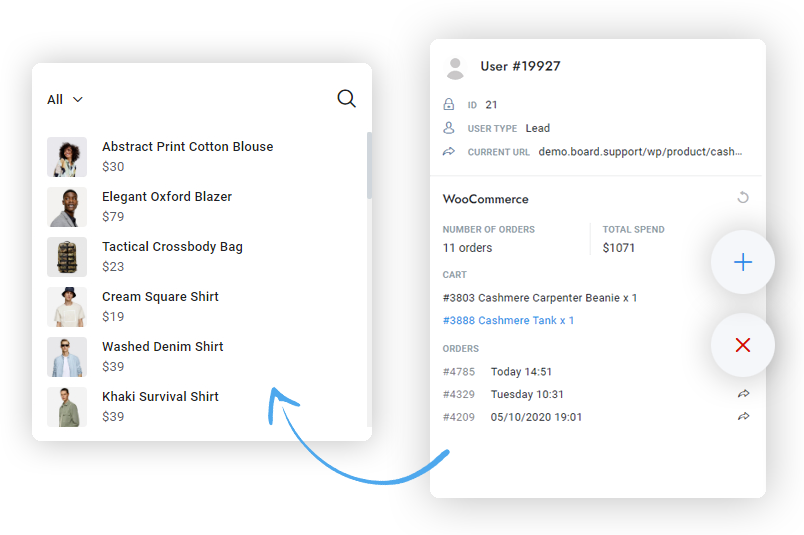 All
Abstract Print Cotton Blouse
$30
Elegant Oxford Blazer
$79
Tactical Crossbody Bag
$23
Cream Square Shirt
$19
Washed Denim Shirt
$39
Khaki Survival Shirt
$39
User #19927
ID 21
USER TYPE Lead
CURRENT URL demo.board.support/wp/product/cash...
WooCommerce
NUMBER OF ORDERS TOTAL SPEND
11 orders $1071
CART
#3803 Cashmere Carpenter Beanie x 1
#3888 Cashmere Tank x 1
ORDERS
#4785 Today 14:51
#4329 Tuesday 10:31
#4209 05/10/2020 19:01